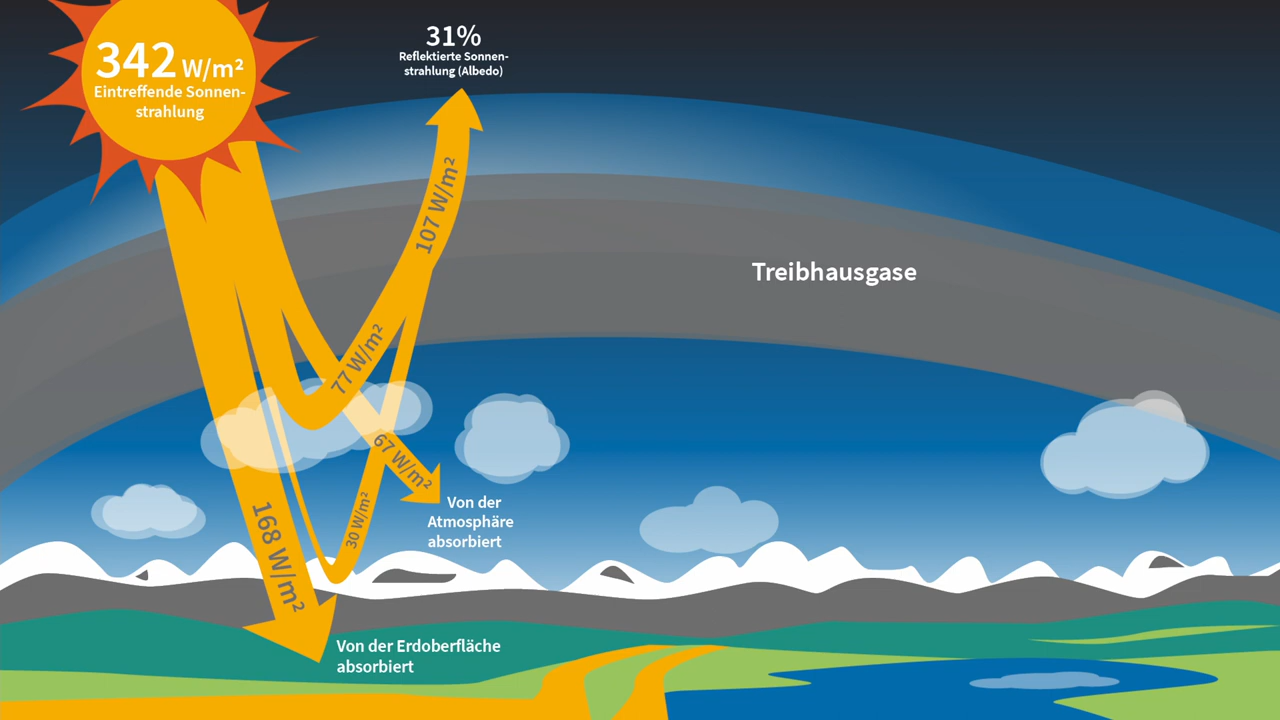 342 W/m²
Eintreffende Sonnen-
strahlung
31%
Reflektierte Sonnen-
strahlung (Albedo)
107 W/m²
Treibhausgase
77 W/m²
67 W/m²
30 W/m²
168 W/m²
Von der
Atmosphäre
absorbiert
Von der Erdoberfläche
absorbiert